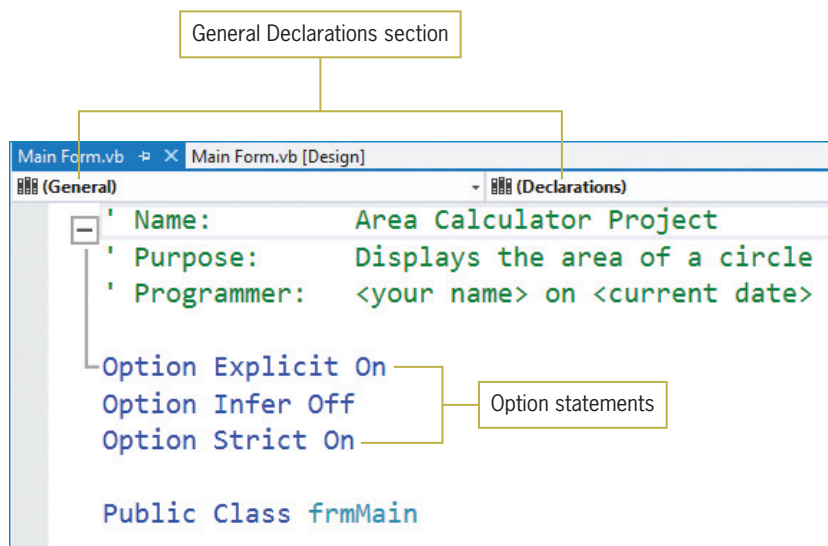 General Declarations section
Main Form.vb Main Form.vb [Design]
(General) (Declarations)
' Name: Area Calculator Project
' Purpose: Displays the area of a circle
' Programmer: <your name> on <current date>
Option Explicit On
Option Infer Off
Option Strict On
Option statements
Public Class frmMain